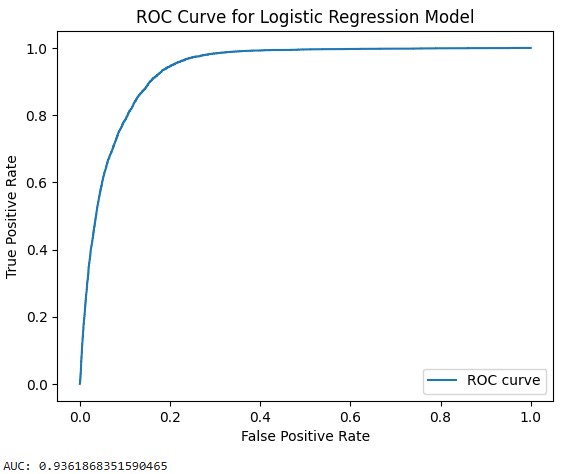 ROC Curve for Logistic Regression Model
True Positive Rate
1.0
0.8
0.6
0.4
0.2
0.0
ROC curve
0.0 0.2 0.4 0.6 0.8 1.0
False Positive Rate
AUC: 0.9361868351590465